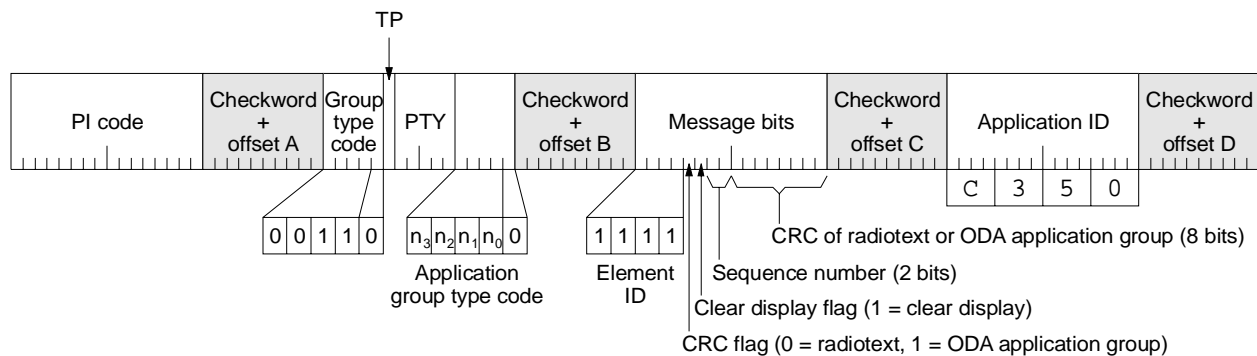 TP
PI code
Checkword
+
offset A
Group
type
code
PTY
Checkword
+
offset B
Message bits
Checkword
+
offset C
Application ID
Checkword
+
offset D
0 0 1 1 0
n₃ n₂ n₁ n₀ 0
1 1 1 1
C 3 5 0
Application
group type code
Element
ID
CRC of radiotext or ODA application group (8 bits)
Sequence number (2 bits)
Clear display flag (1 = clear display)
CRC flag (0 = radiotext, 1 = ODA application group)